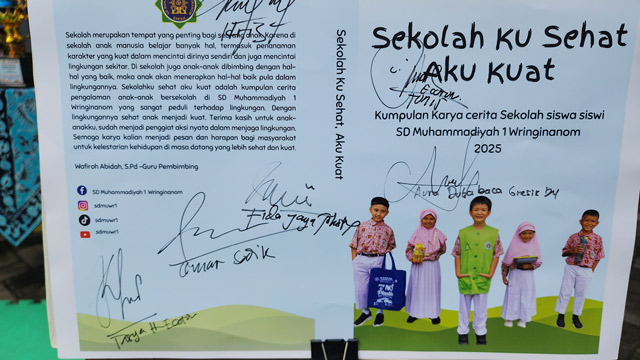 Sekolah merupakan tempat yang penting bagi seorang anak. Karena di
sekolah anak manusia belajar banyak hal, termasuk penanaman
karakter yang kuat dalam mencintai dirinya sendiri dan juga mencintai
lingkungan sekitar. Di sekolah juga anak-anak dibimbing dengan hal-
hal yang baik, maka anak akan menerapkan hal-hal baik pula dalam
lingkungannya. Sekolahku sehat aku kuat adalah kumpulan cerita
pengalaman anak-anak bersekolah di SD Muhammadiyah 1
Wringinanom yang sangat peduli terhadap lingkungan. Dengan
lingkungannya sehat anak menjadi kuat. Terima kasih untuk anak-
anakku, sudah menjadi penggiat aksi nyata dalam menjaga lingkungan.
Semoga karya kalian menjadi pesan dan harapan bagi masyarakat
untuk kelestarian kehidupan di masa datang yang lebih sehat dan kuat.
Wafiroh Abidah, S.Pd -Guru Pembimbing
SD Muhammadiyah 1 Wringinanom
sdmuwr1
sdmuwr1
sdmuwr1
Sekolah Ku Sehat, Aku Kuat
Sekolah Ku Sehat
Aku Kuat
Kumpulan Karya cerita Sekolah siswa siswi
SD Muhammadiyah 1 Wringinanom
2025